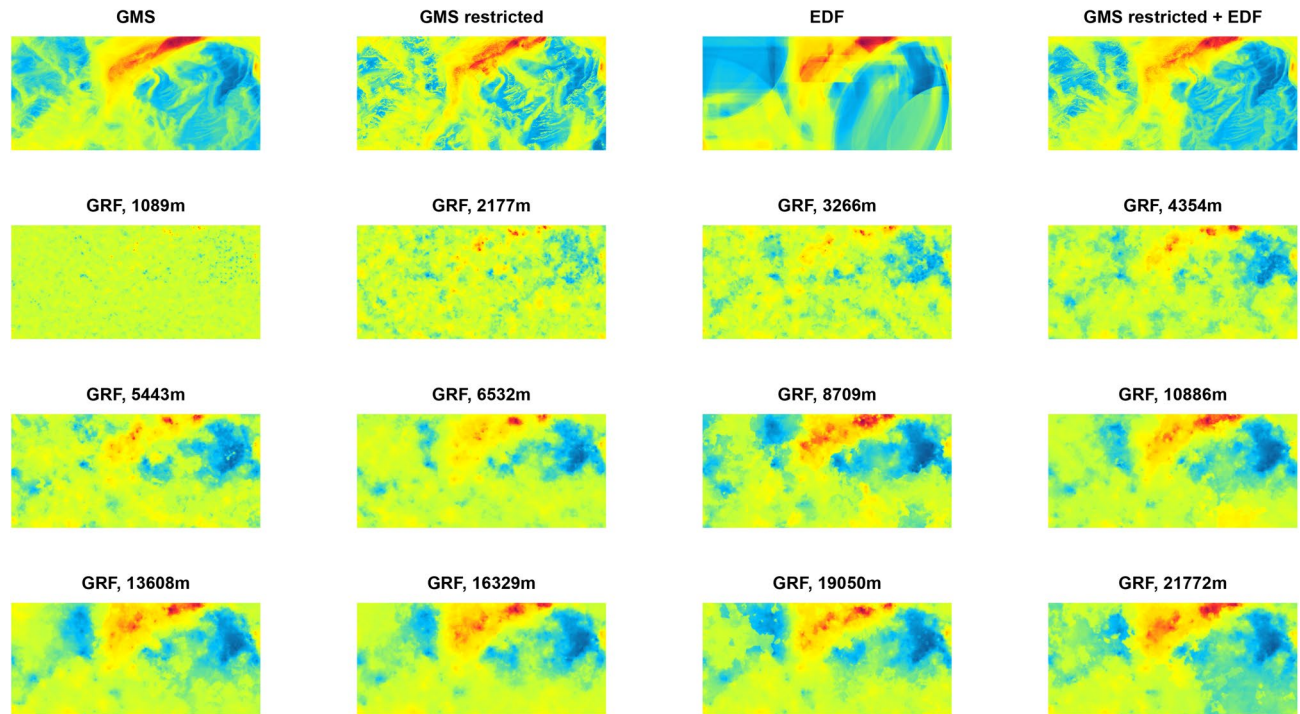 GMS
GMS restricted
EDF
GMS restricted + EDF
GRF, 1089m
GRF, 2177m
GRF, 3266m
GRF, 4354m
GRF, 5443m
GRF, 6532m
GRF, 8709m
GRF, 10886m
GRF, 13608m
GRF, 16329m
GRF, 19050m
GRF, 21772m